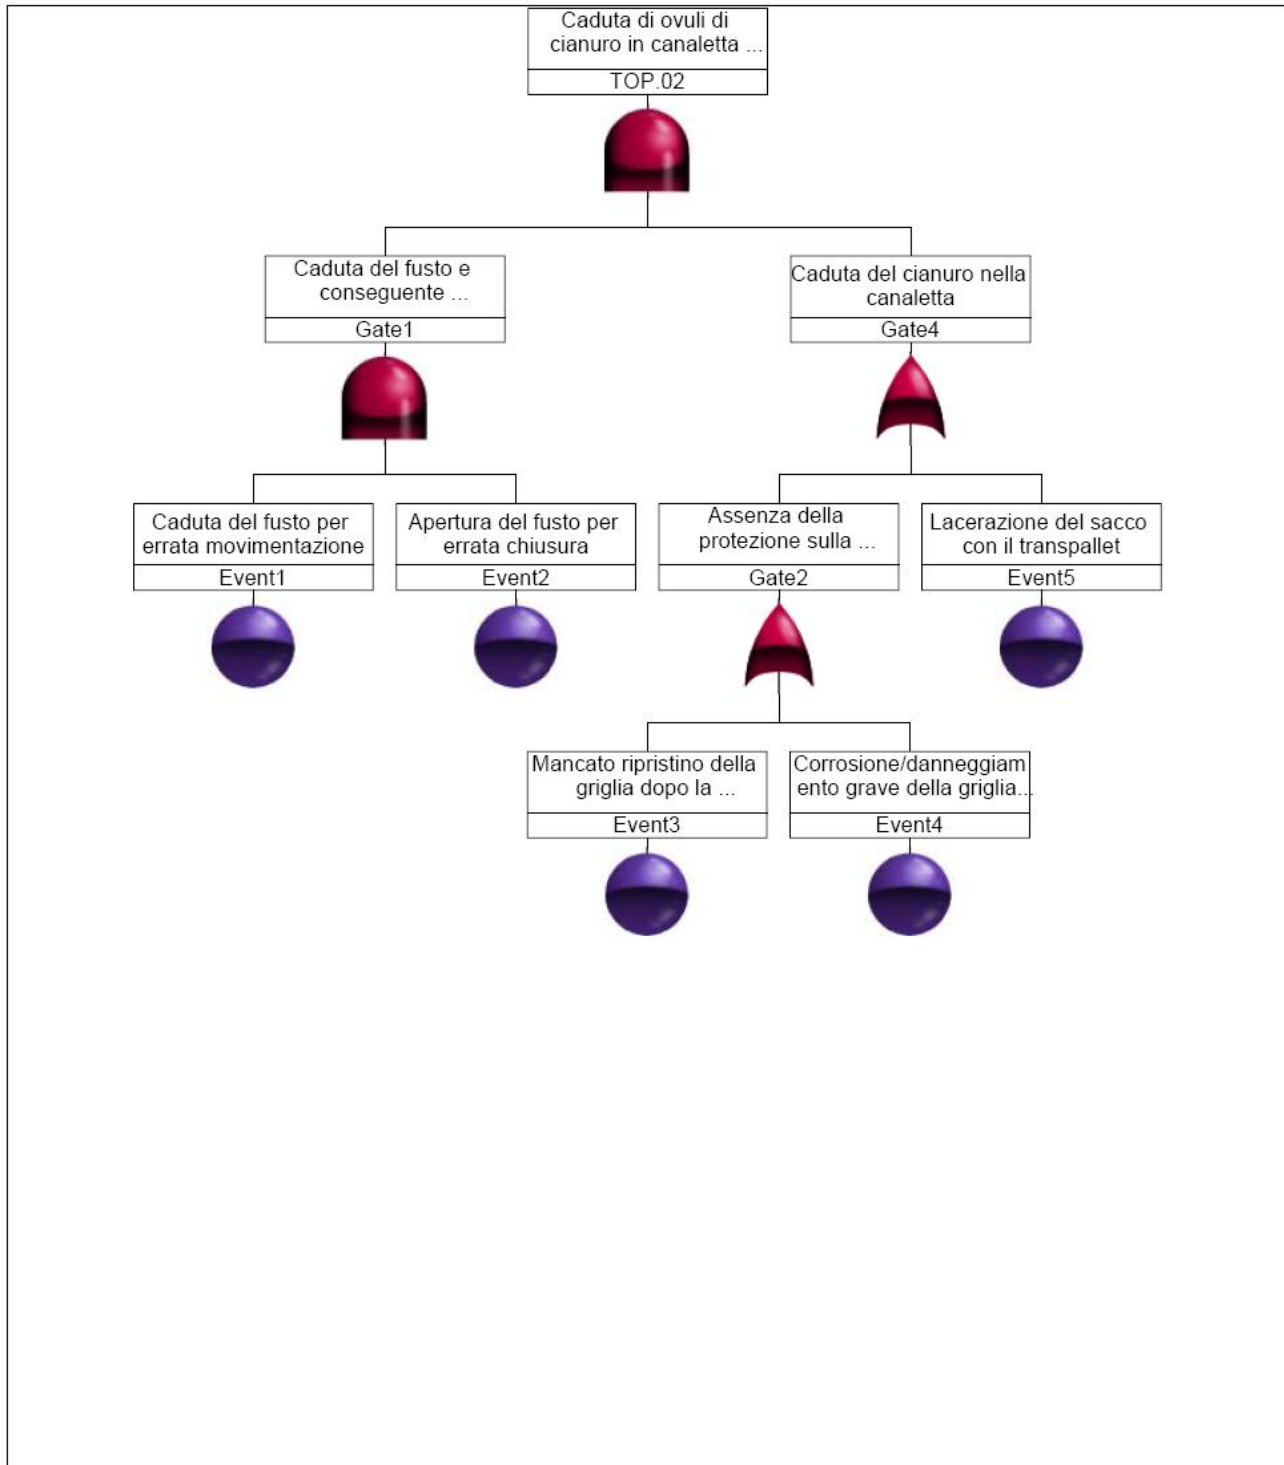 Caduta di ovuli di
cianuro in canaletta ...
TOP.02
Caduta del fusto e
conseguente ...
Gate1
Caduta del cianuro nella
canaletta
Gate4
Caduta del fusto per
errata movimentazione
Event1
Apertura del fusto per
errata chiusura
Event2
Assenza della
protezione sulla ...
Gate2
Lacerazione del sacco
con il transpallet
Event5
Mancato ripristino della
griglia dopo la ...
Event3
Corrosione/danneggiam
ento grave della griglia...
Event4